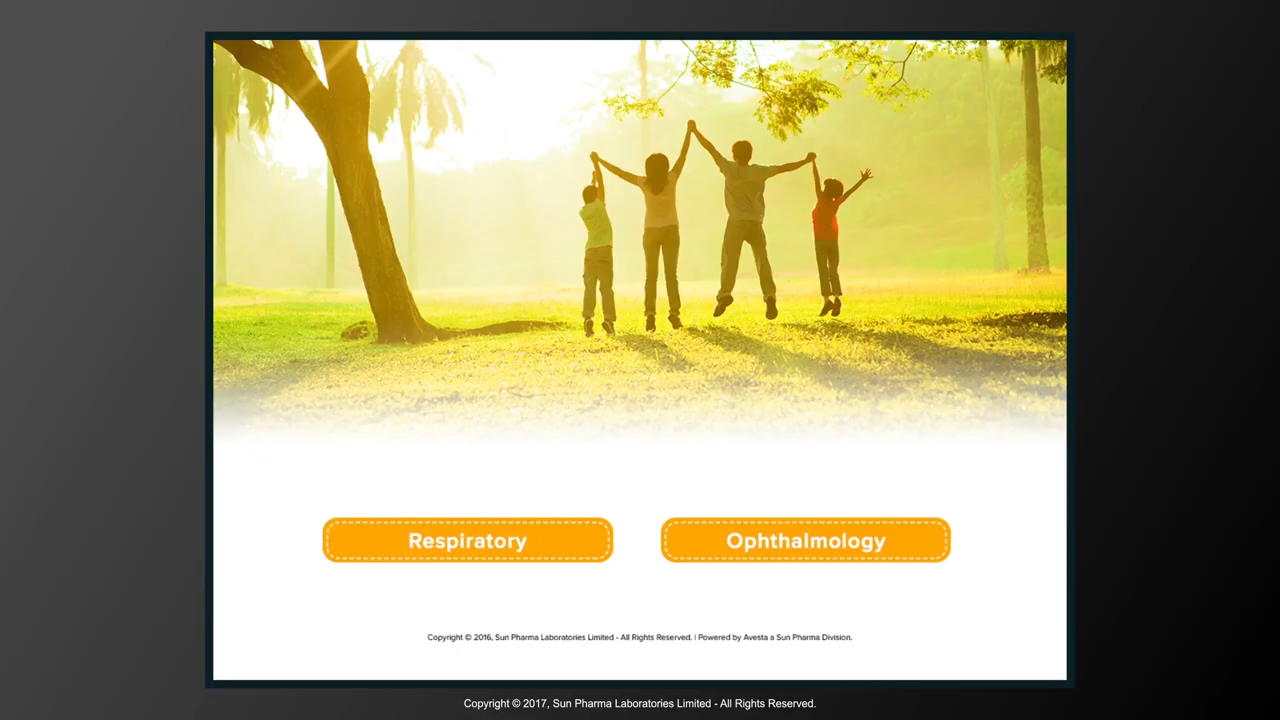 Respiratory
Ophthalmology
Copyright © 2016, Sun Pharma Laboratories Limited - All Rights Reserved. | Powered by Avesta a Sun Pharma Division.
Copyright © 2017, Sun Pharma Laboratories Limited - All Rights Reserved.